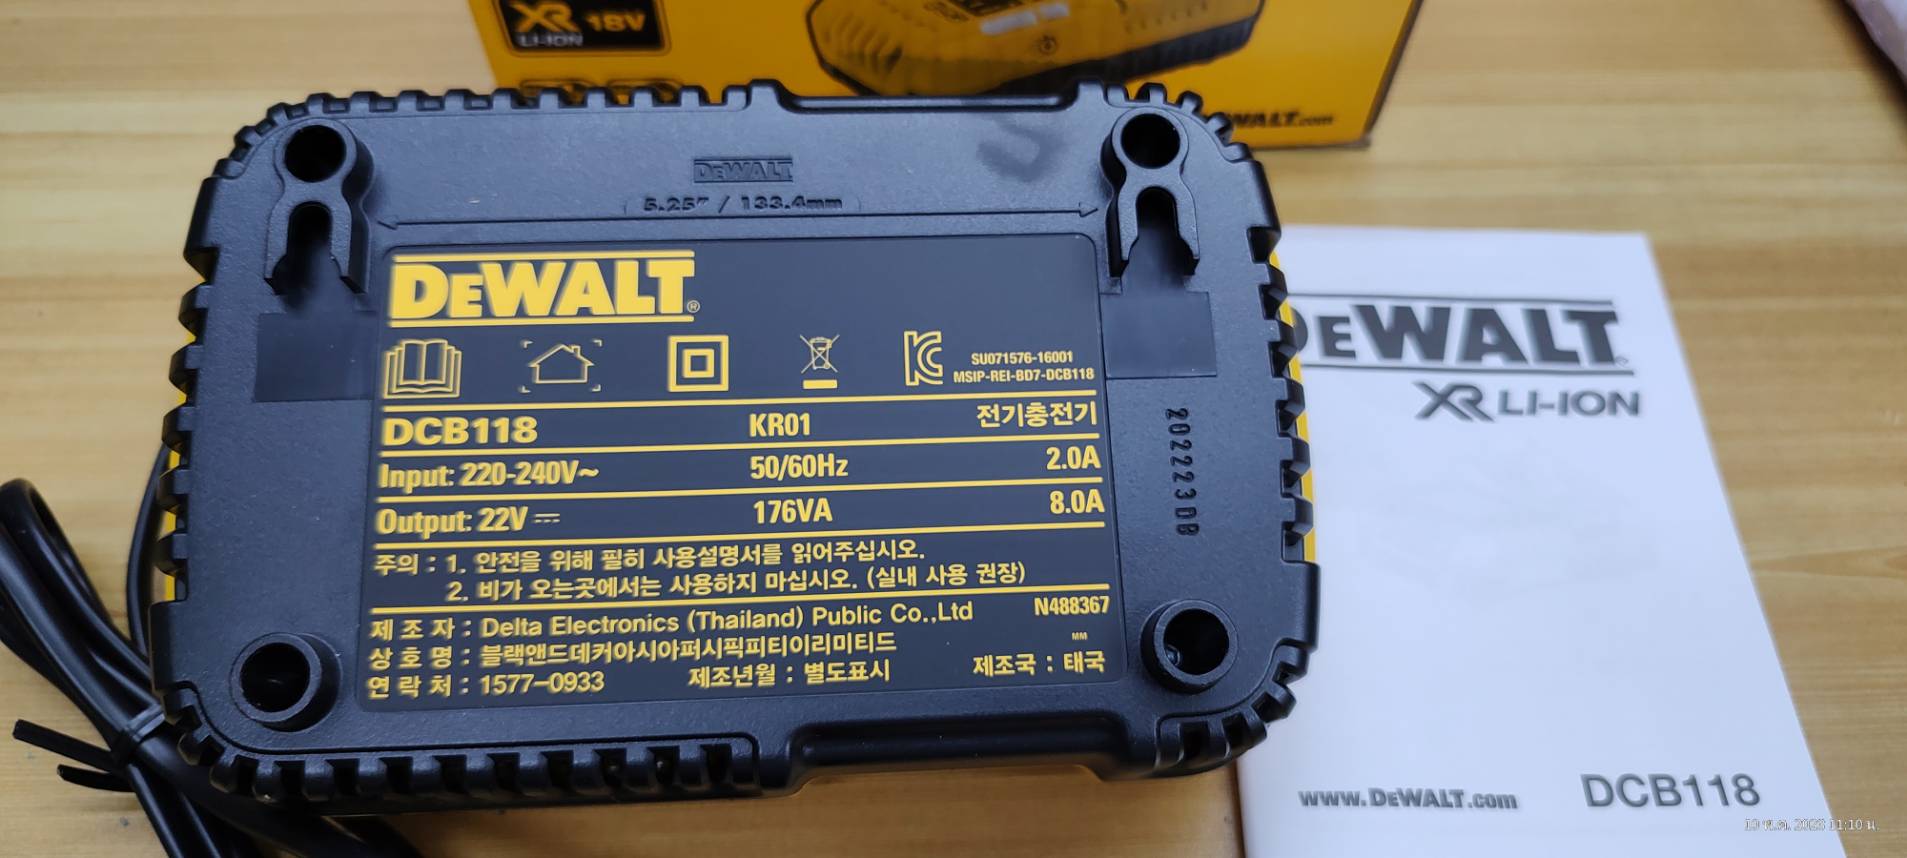 XR 18V
LI-ION
DEWALT
5.25" / 133.4mm
DEWALT®
SU071576-16001
MSIP-REI-BD7-DCB118
DCB118 KR01 전기충전기
Input: 220-240V~ 50/60Hz 2.0A
Output: 22V⎓ 176VA 8.0A
주의 : 1. 안전을 위해 필히 사용설명서를 읽어주십시오.
2. 비가 오는곳에서는 사용하지 마십시오. (실내 사용 권장)
제 조 자 : Delta Electronics (Thailand) Public Co.,Ltd N488367
상 호 명 : 블랙앤드데커아시아퍼시픽피티이리미티드 MM
연 락 처 : 1577-0933 제조년월 : 별도표시 제조국 : 태국
DEWALT
XR LI-ION
www.DEWALT.com DCB118